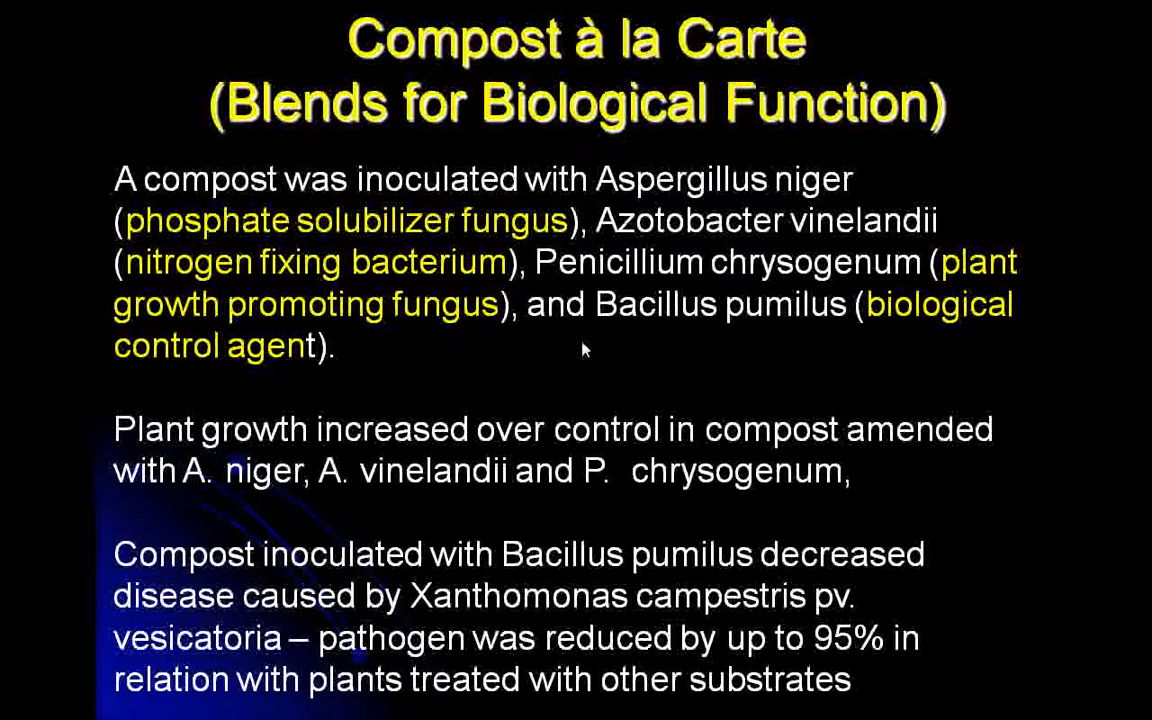 Compost à la Carte
(Blends for Biological Function)
A compost was inoculated with Aspergillus niger
(phosphate solubilizer fungus), Azotobacter vinelandii
(nitrogen fixing bacterium), Penicillium chrysogenum (plant
growth promoting fungus), and Bacillus pumilus (biological
control agent).
Plant growth increased over control in compost amended
with A. niger, A. vinelandii and P. chrysogenum,
Compost inoculated with Bacillus pumilus decreased
disease caused by Xanthomonas campestris pv.
vesicatoria – pathogen was reduced by up to 95% in
relation with plants treated with other substrates